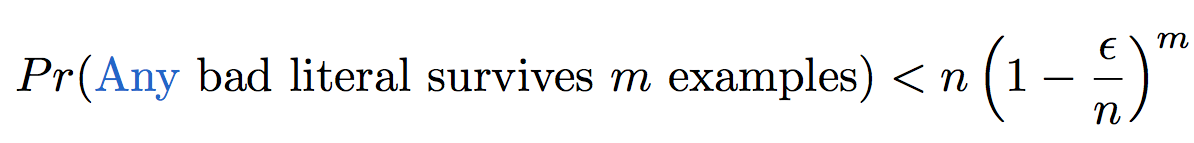 Pr(Any bad literal survives m examples) < n (1 − ϵ/n)^m